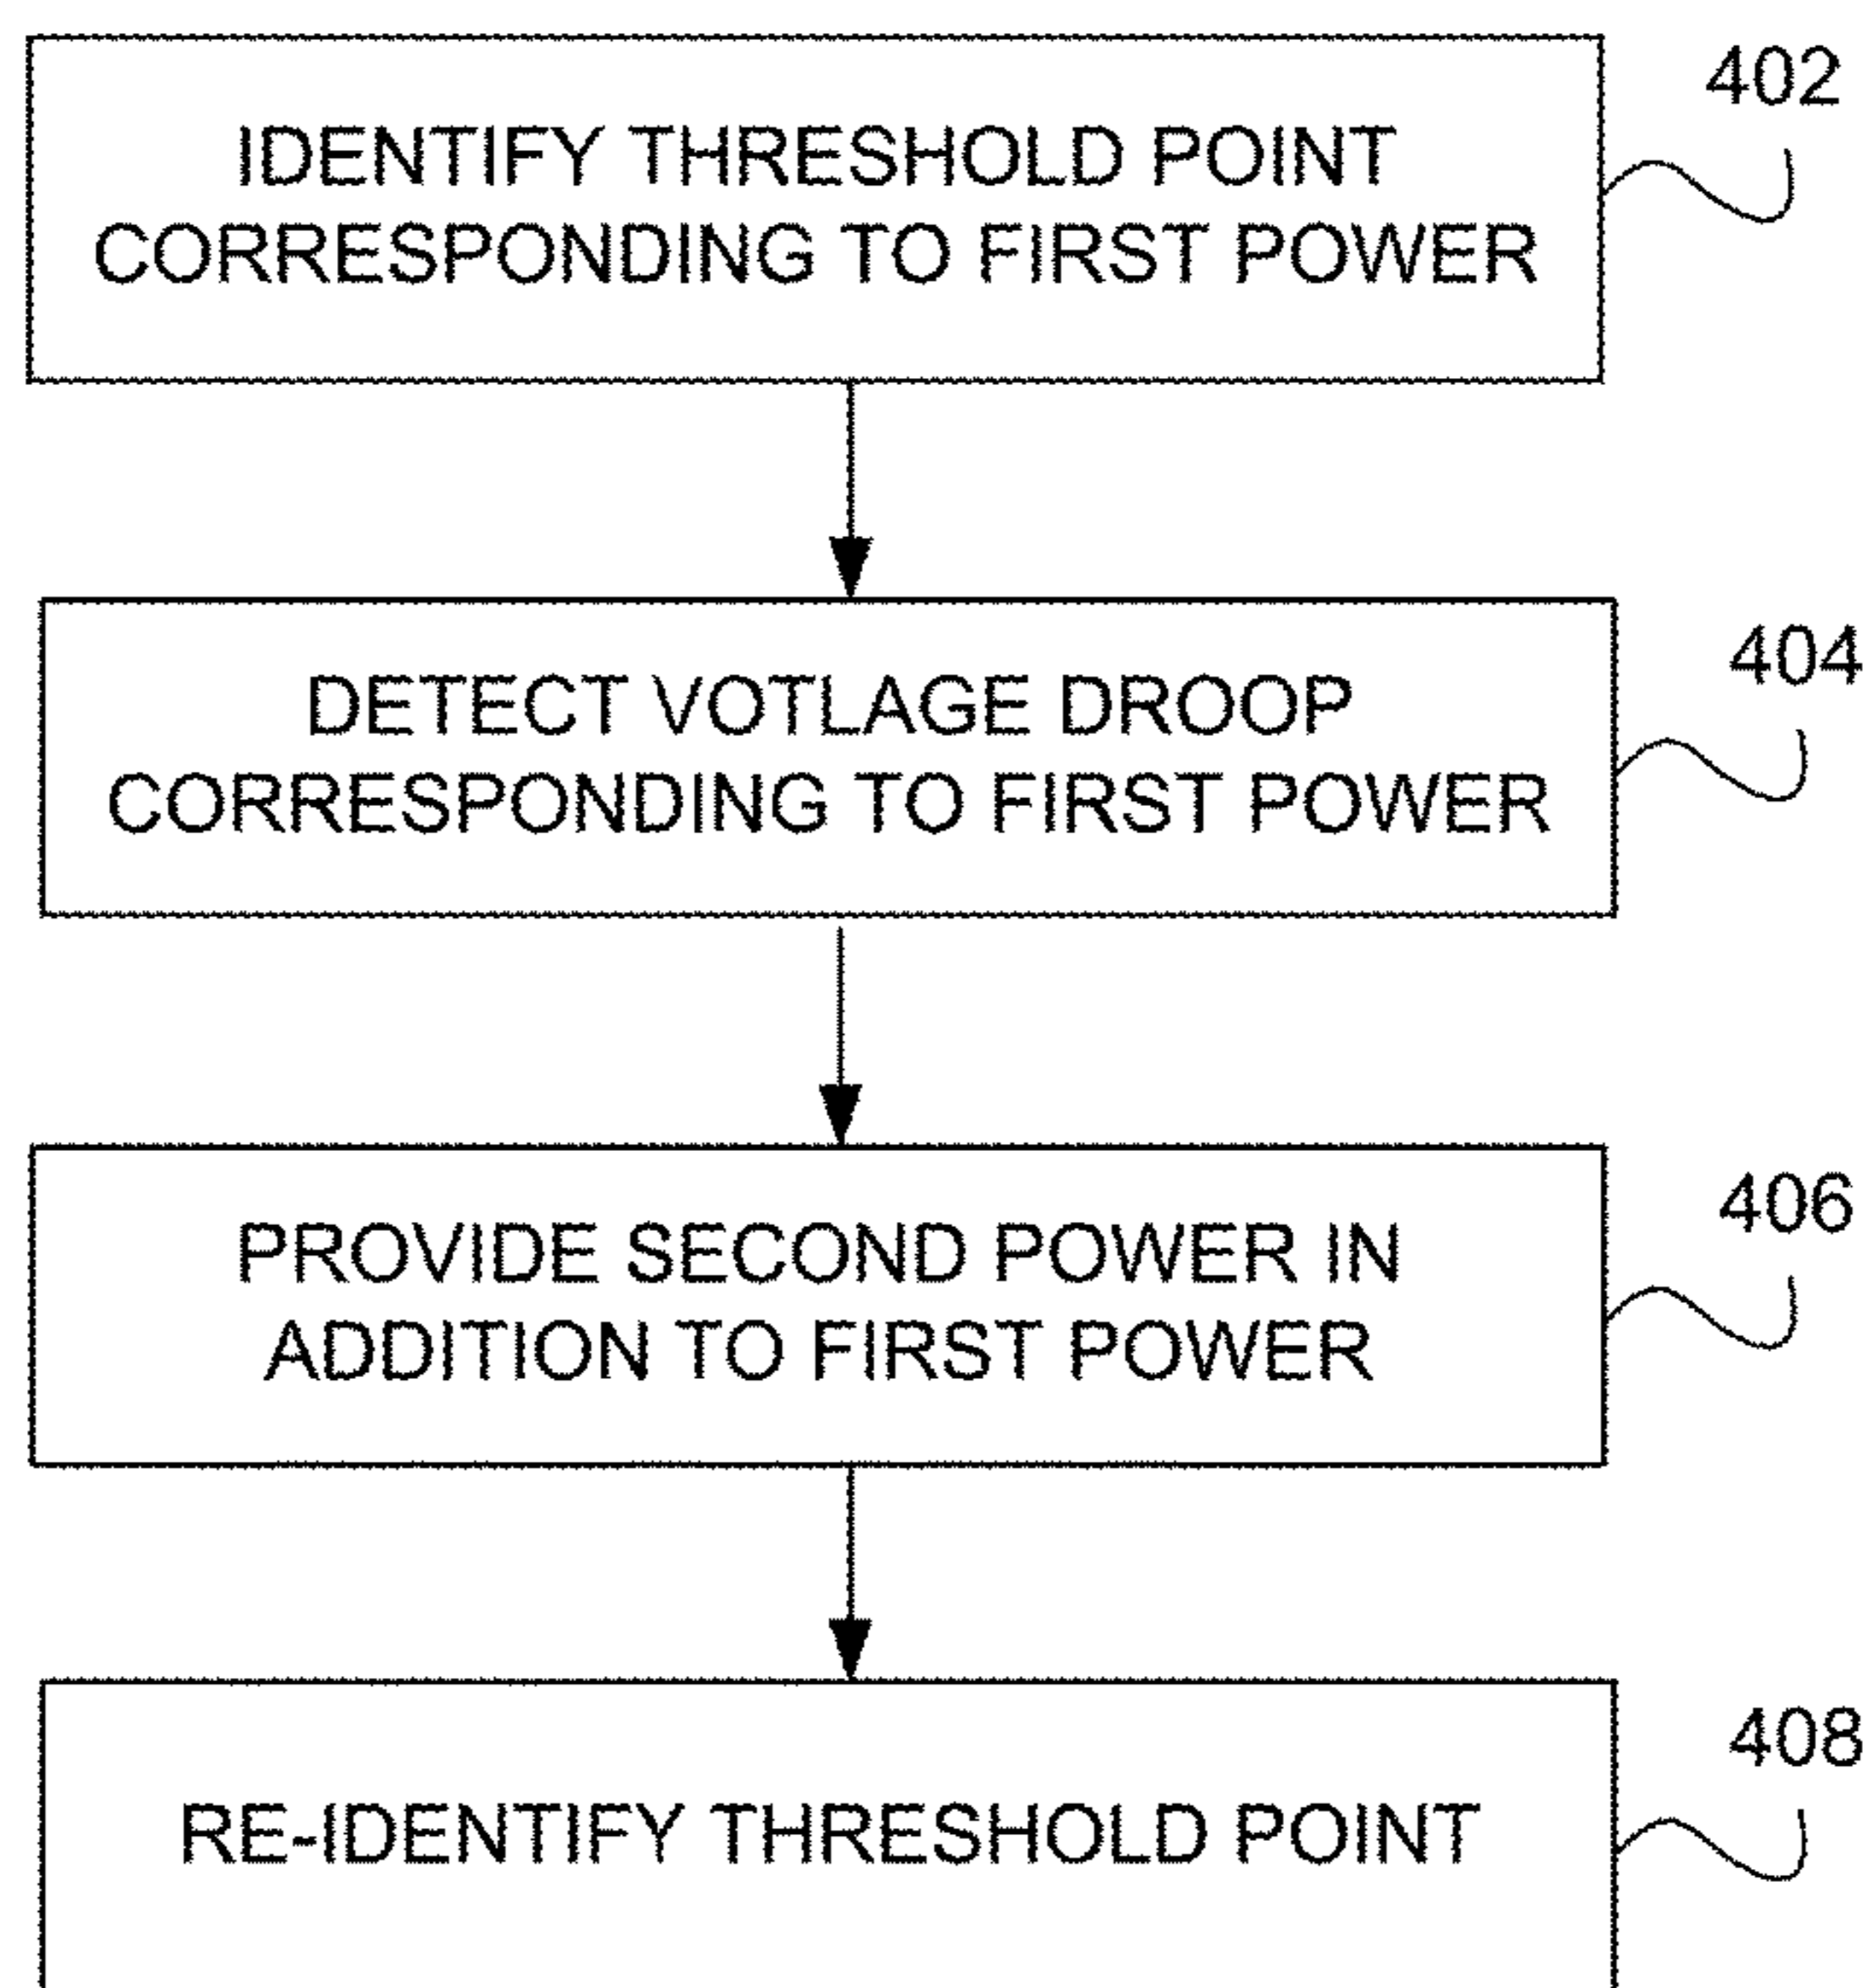 402
IDENTIFY THRESHOLD POINT
CORRESPONDING TO FIRST POWER
404
DETECT VOTLAGE DROOP
CORRESPONDING TO FIRST POWER
406
PROVIDE SECOND POWER IN
ADDITION TO FIRST POWER
408
RE-IDENTIFY THRESHOLD POINT